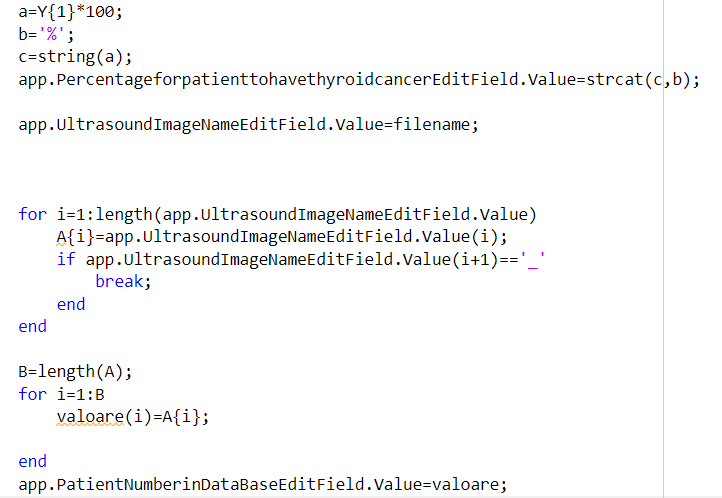 a=Y{1}*100;
b='%';
c=string(a);
app.PercentageforpatienttohavethyroidcancerEditField.Value=strcat(c,b);
app.UltrasoundImageNameEditField.Value=filename;
for i=1:length(app.UltrasoundImageNameEditField.Value)
    A{i}=app.UltrasoundImageNameEditField.Value(i);
    if app.UltrasoundImageNameEditField.Value(i+1)=='_'
        break;
    end
end
B=length(A);
for i=1:B
    valoare(i)=A{i};
end
app.PatientNumberinDataBaseEditField.Value=valoare;